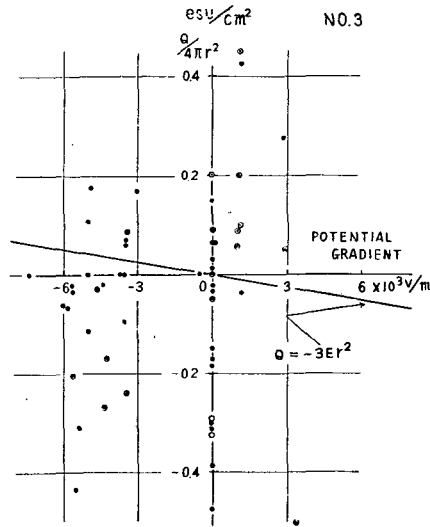 esu/cm²
NO.3
Q/4πr²
0.4
0.2
POTENTIAL
GRADIENT
-6
-3
0
3
6 x10³v/m
Q = -3Er²
-0.2
-0.4